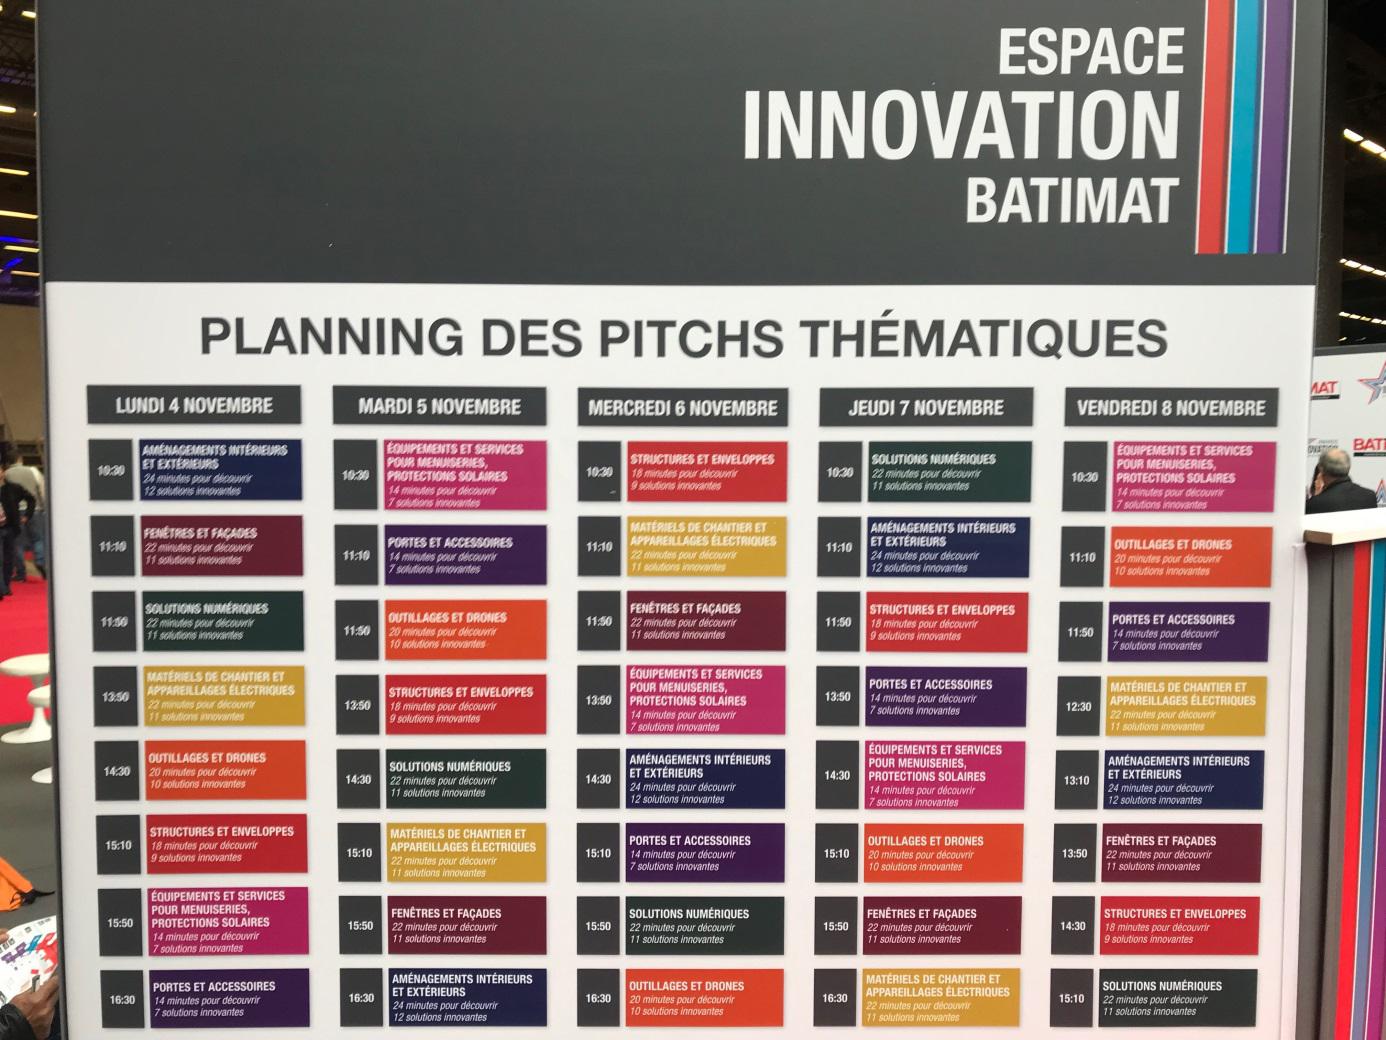 ESPACE
INNOVATION
BATIMAT
PLANNING DES PITCHS THÉMATIQUES
LUNDI 4 NOVEMBRE
10:30
AMÉNAGEMENTS INTÉRIEURS
ET EXTÉRIEURS
24 minutes pour découvrir
12 solutions innovantes
11:10
FENÊTRES ET FAÇADES
22 minutes pour découvrir
11 solutions innovantes
11:50
SOLUTIONS NUMÉRIQUES
22 minutes pour découvrir
11 solutions innovantes
13:50
MATÉRIELS DE CHANTIER ET
APPAREILLAGES ÉLECTRIQUES
22 minutes pour découvrir
11 solutions innovantes
14:30
OUTILLAGES ET DRONES
20 minutes pour découvrir
10 solutions innovantes
15:10
STRUCTURES ET ENVELOPPES
18 minutes pour découvrir
9 solutions innovantes
15:50
ÉQUIPEMENTS ET SERVICES
POUR MENUISERIES,
PROTECTIONS SOLAIRES
14 minutes pour découvrir
7 solutions innovantes
16:30
PORTES ET ACCESSOIRES
14 minutes pour découvrir
7 solutions innovantes
MARDI 5 NOVEMBRE
10:30
ÉQUIPEMENTS ET SERVICES
POUR MENUISERIES,
PROTECTIONS SOLAIRES
14 minutes pour découvrir
7 solutions innovantes
11:10
PORTES ET ACCESSOIRES
14 minutes pour découvrir
7 solutions innovantes
11:50
OUTILLAGES ET DRONES
20 minutes pour découvrir
10 solutions innovantes
13:50
STRUCTURES ET ENVELOPPES
18 minutes pour découvrir
9 solutions innovantes
14:30
SOLUTIONS NUMÉRIQUES
22 minutes pour découvrir
11 solutions innovantes
15:10
MATÉRIELS DE CHANTIER ET
APPAREILLAGES ÉLECTRIQUES
22 minutes pour découvrir
11 solutions innovantes
15:50
FENÊTRES ET FAÇADES
22 minutes pour découvrir
11 solutions innovantes
16:30
AMÉNAGEMENTS INTÉRIEURS
ET EXTÉRIEURS
24 minutes pour découvrir
12 solutions innovantes
MERCREDI 6 NOVEMBRE
10:30
STRUCTURES ET ENVELOPPES
18 minutes pour découvrir
9 solutions innovantes
11:10
MATÉRIELS DE CHANTIER ET
APPAREILLAGES ÉLECTRIQUES
22 minutes pour découvrir
11 solutions innovantes
11:50
FENÊTRES ET FAÇADES
22 minutes pour découvrir
11 solutions innovantes
13:50
ÉQUIPEMENTS ET SERVICES
POUR MENUISERIES,
PROTECTIONS SOLAIRES
14 minutes pour découvrir
7 solutions innovantes
14:30
AMÉNAGEMENTS INTÉRIEURS
ET EXTÉRIEURS
24 minutes pour découvrir
12 solutions innovantes
15:10
PORTES ET ACCESSOIRES
14 minutes pour découvrir
7 solutions innovantes
15:50
SOLUTIONS NUMÉRIQUES
22 minutes pour découvrir
11 solutions innovantes
16:30
OUTILLAGES ET DRONES
20 minutes pour découvrir
10 solutions innovantes
JEUDI 7 NOVEMBRE
10:30
SOLUTIONS NUMÉRIQUES
22 minutes pour découvrir
11 solutions innovantes
11:10
AMÉNAGEMENTS INTÉRIEURS
ET EXTÉRIEURS
24 minutes pour découvrir
12 solutions innovantes
11:50
STRUCTURES ET ENVELOPPES
18 minutes pour découvrir
9 solutions innovantes
13:50
PORTES ET ACCESSOIRES
14 minutes pour découvrir
7 solutions innovantes
14:30
ÉQUIPEMENTS ET SERVICES
POUR MENUISERIES,
PROTECTIONS SOLAIRES
14 minutes pour découvrir
7 solutions innovantes
15:10
OUTILLAGES ET DRONES
20 minutes pour découvrir
10 solutions innovantes
15:50
FENÊTRES ET FAÇADES
22 minutes pour découvrir
11 solutions innovantes
16:30
MATÉRIELS DE CHANTIER ET
APPAREILLAGES ÉLECTRIQUES
22 minutes pour découvrir
11 solutions innovantes
VENDREDI 8 NOVEMBRE
10:30
ÉQUIPEMENTS ET SERVICES
POUR MENUISERIES,
PROTECTIONS SOLAIRES
14 minutes pour découvrir
7 solutions innovantes
11:10
OUTILLAGES ET DRONES
20 minutes pour découvrir
10 solutions innovantes
11:50
PORTES ET ACCESSOIRES
14 minutes pour découvrir
7 solutions innovantes
12:30
MATÉRIELS DE CHANTIER ET
APPAREILLAGES ÉLECTRIQUES
22 minutes pour découvrir
11 solutions innovantes
13:10
AMÉNAGEMENTS INTÉRIEURS
ET EXTÉRIEURS
24 minutes pour découvrir
12 solutions innovantes
13:50
FENÊTRES ET FAÇADES
22 minutes pour découvrir
11 solutions innovantes
14:30
STRUCTURES ET ENVELOPPES
18 minutes pour découvrir
9 solutions innovantes
15:10
SOLUTIONS NUMÉRIQUES
22 minutes pour découvrir
11 solutions innovantes
MAT
BATI